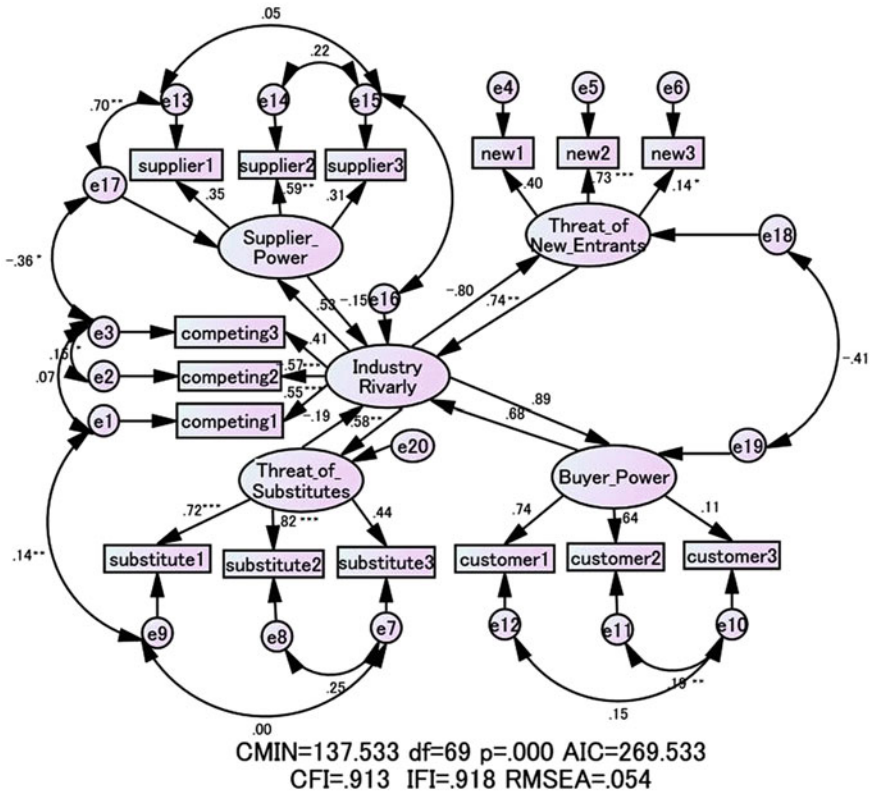 .05
.22
e13
e14
e15
e4
e5
e6
.70**
supplier1
supplier2
supplier3
new1
new2
new3
e17
.35
.59**
.31
.40
.73***
.14*
Supplier_
Power
Threat_of_
New_Entrants
e18
-.36*
.53
-.15
e16
-.80
.74**
e3
competing3
.41
.07
e2
competing2
-.57***
Industry
Rivarly
-.41
e1
competing1
.55***
-.19
.58**
.89
.68
e20
e19
Threat_of_
Substitutes
Buyer_Power
.72***
.82***
.44
.74
.64
.11
.14**
substitute1
substitute2
substitute3
customer1
customer2
customer3
e9
e8
e7
e12
e11
e10
.25
.19**
.00
.15
CMIN=137.533 df=69 p=.000 AIC=269.533
CFI=.913 IFI=.918 RMSEA=.054